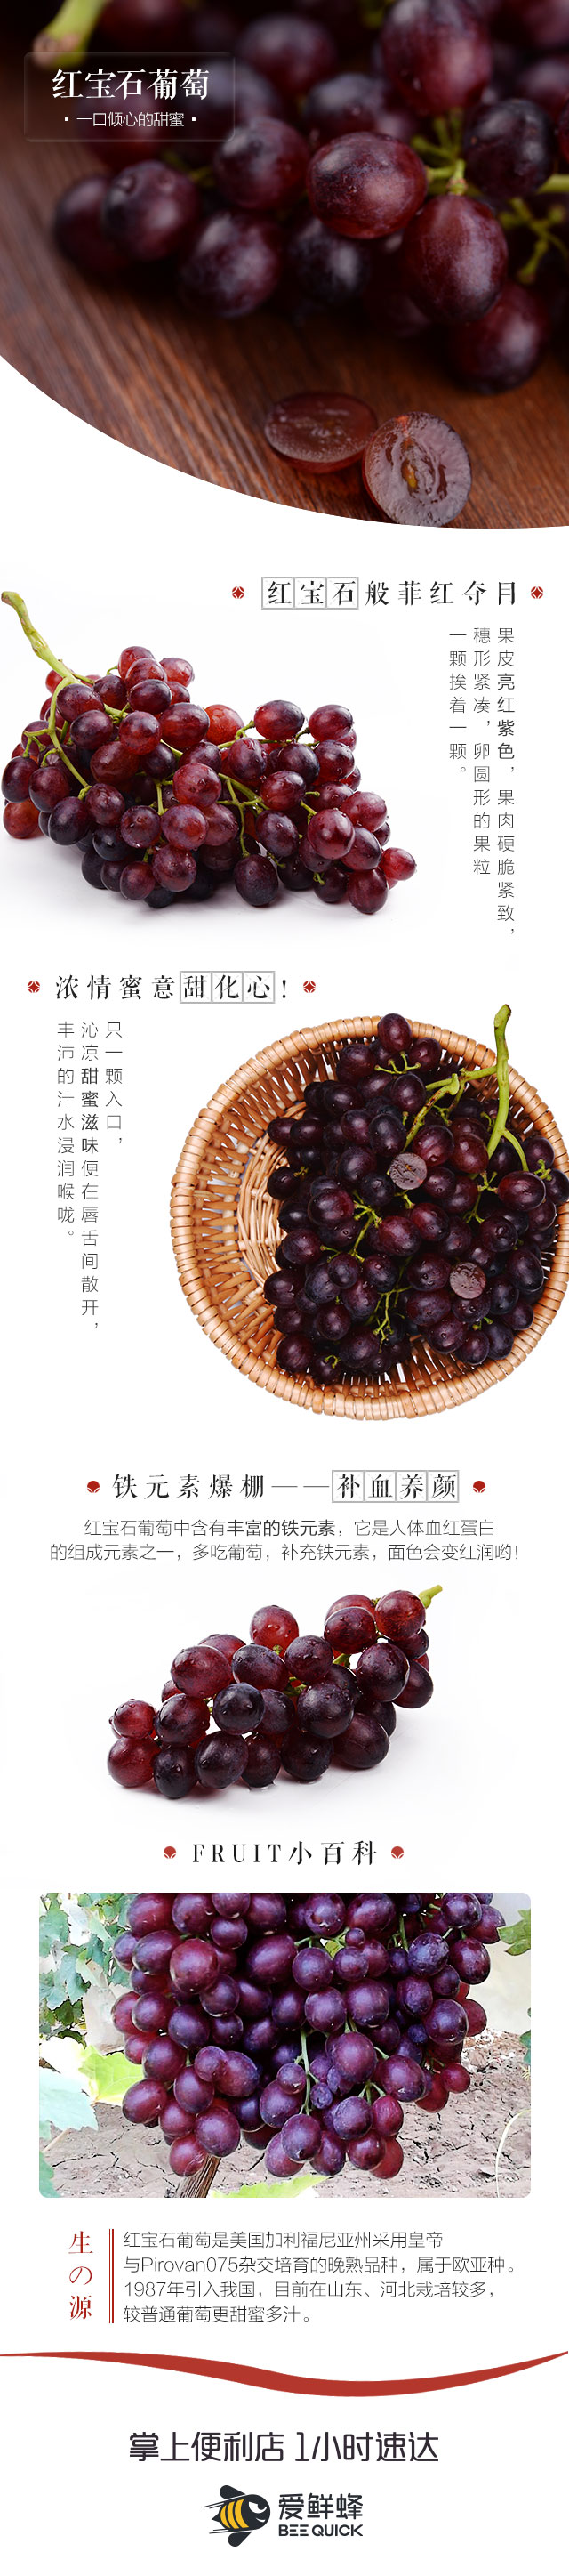 红宝石葡萄
· 一口倾心的甜蜜 ·
红宝石般菲红夺目
果皮亮红紫色，果肉硬脆紧致，
穗形紧凑，卵圆形的果粒
一颗挨着一颗。
浓情蜜意甜化心!
只一颗入口，
沁凉甜蜜滋味便在唇舌间散开，
丰沛的汁水浸润喉咙。
铁元素爆棚——补血养颜
红宝石葡萄中含有丰富的铁元素，它是人体血红蛋白
的组成元素之一，多吃葡萄，补充铁元素，面色会变红润哟！
FRUIT小百科
生の源
红宝石葡萄是美国加利福尼亚州采用皇帝
与Pirovan075杂交培育的晚熟品种，属于欧亚种。
1987年引入我国，目前在山东、河北栽培较多，
较普通葡萄更甜蜜多汁。
掌上便利店 1小时速达
爱鲜蜂
BEE QUICK